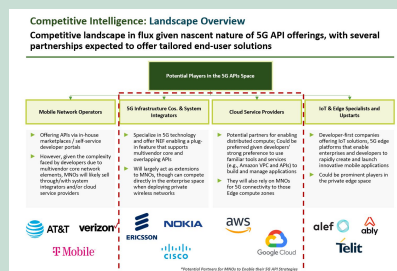 Competitive Intelligence: Landscape Overview
Competitive landscape in flux given nascent nature of 5G API offerings, with several
partnerships expected to offer tailored end-user solutions
Potential Players in the 5G APIs Space
Mobile Network Operators
Offering APIs via in-house
marketplaces / self-service
developer portals
However, given the complexity
faced by developers due to
multivendor core network
elements, MNOs will likely sell
through/with system
integrators and/or cloud
service providers
5G Infrastructure Cos. & System
Integrators
Specialize in 5G technology
and offer NEF enabling a plug-
in feature that supports
multivendor core and
overlapping APIs
Will largely act as extensions
to MNOs, though can compete
directly in the enterprise space
when deploying private
wireless networks
Cloud Service Providers
Potential partners for enabling
distributed compute; Could be
preferred given developers'
strong preference to use
familiar tools and services
(e.g., Amazon VPC and APIs) to
build and manage applications
They will also rely on MNOs
for 5G connectivity to those
Edge compute zones
IoT & Edge Specialists and
Upstarts
Developer-first companies
offering IoT solutions, 5G edge
platforms that enable
enterprises and developers to
rapidly create and launch
innovative mobile applications
Could be prominent players in
the private edge space
AT&T
verizon✓
T Mobile
ERICSSON
NOKIA
CISCO
aws
Google Cloud
alef
ably
Telit
*Potential Partners for MNOs to Enable their 5G API Strategies